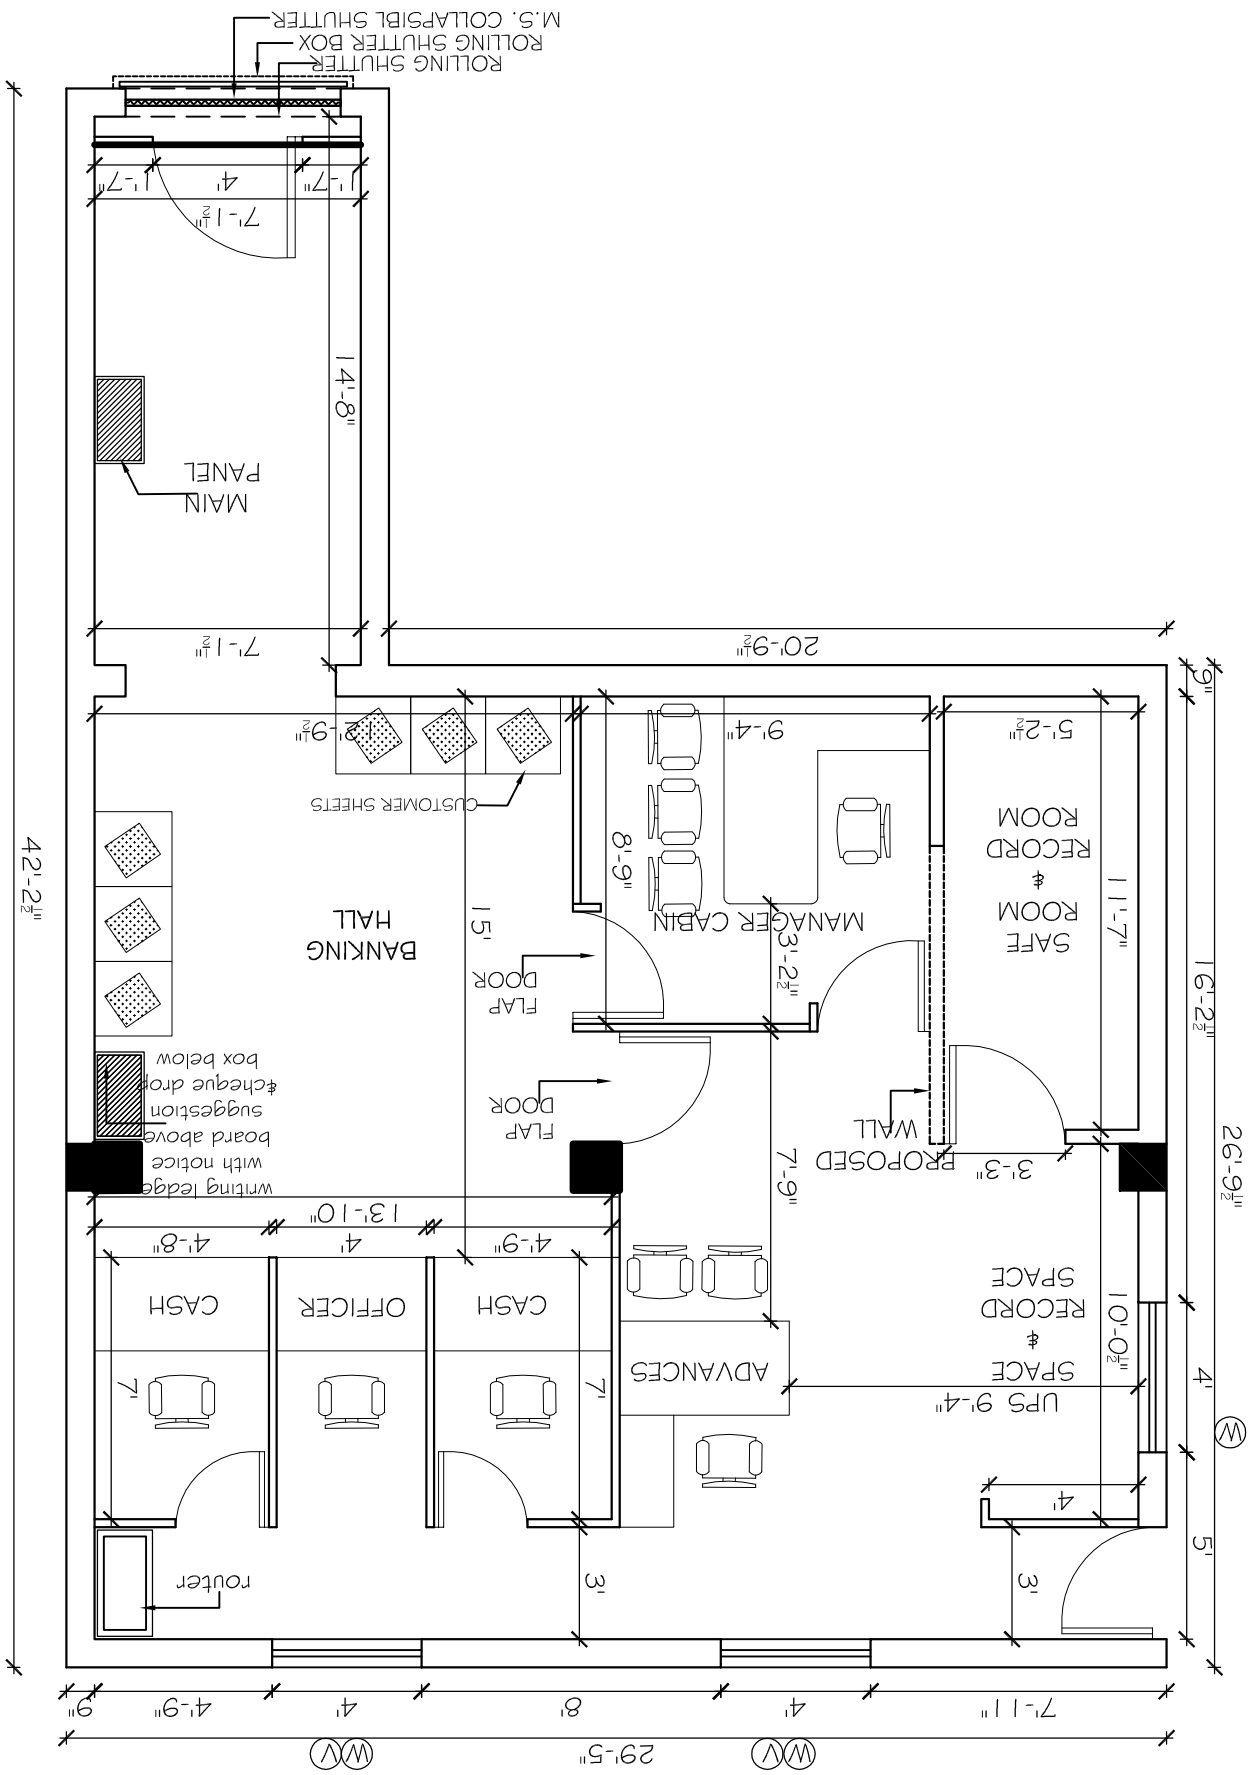 29'-5"
W V
W V
7'-11"
4'
8'
4'
4'-9"
9"
5'
3'
3'
router
4'
W
4'
UPS 9'-4"
SPACE
&
RECORD
SPACE
10'-0½"
ADVANCES
7'
7'
CASH
OFFICER
CASH
4'-9"
4'
4'-8"
13'-10"
26'-9½"
3'-3"
PROPOSED
WALL
7'-9"
writing ledge
with notice
board above
suggestion
&cheque drop
box below
FLAP
DOOR
FLAP
DOOR
16'-2½"
11'-7"
SAFE
ROOM
&
RECORD
ROOM
3'-2½"
MANAGER CABIN
8'-9"
15'
BANKING
HALL
42'-2½"
CUSTOMER SHEETS
5'-2½"
9'-4"
12'-9½"
9"
20'-9½"
7'-1½"
MAIN
PANEL
14'-8"
7'-1½"
1'-7"
4'
1'-7"
ROLLING SHUTTER
ROLLING SHUTTER BOX
M.S. COLLAPSIBL SHUTTER